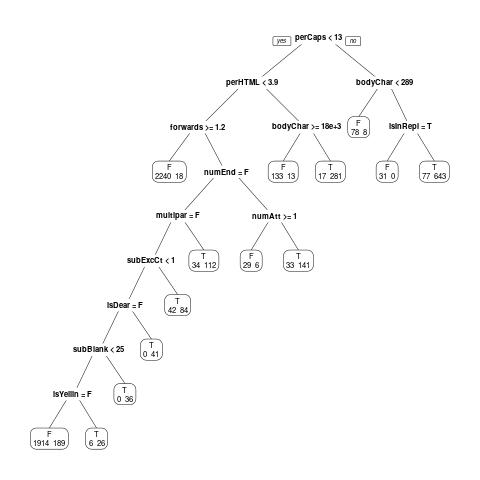 yes perCaps < 13 no
perHTML < 3.9 bodyChar < 289
forwards >= 1.2 bodyChar >= 18e+3 F isInRepl = T
78 8
F numEnd = F F T F T
2240 18 133 13 17 281 31 0 77 643
multipar = F numAtt >= 1
subExcCt < 1 T F T
34 112 29 6 33 141
isDear = F T
42 84
subBlank < 25 T
0 41
isYellin = F T
0 36
F T
1914 189 6 26